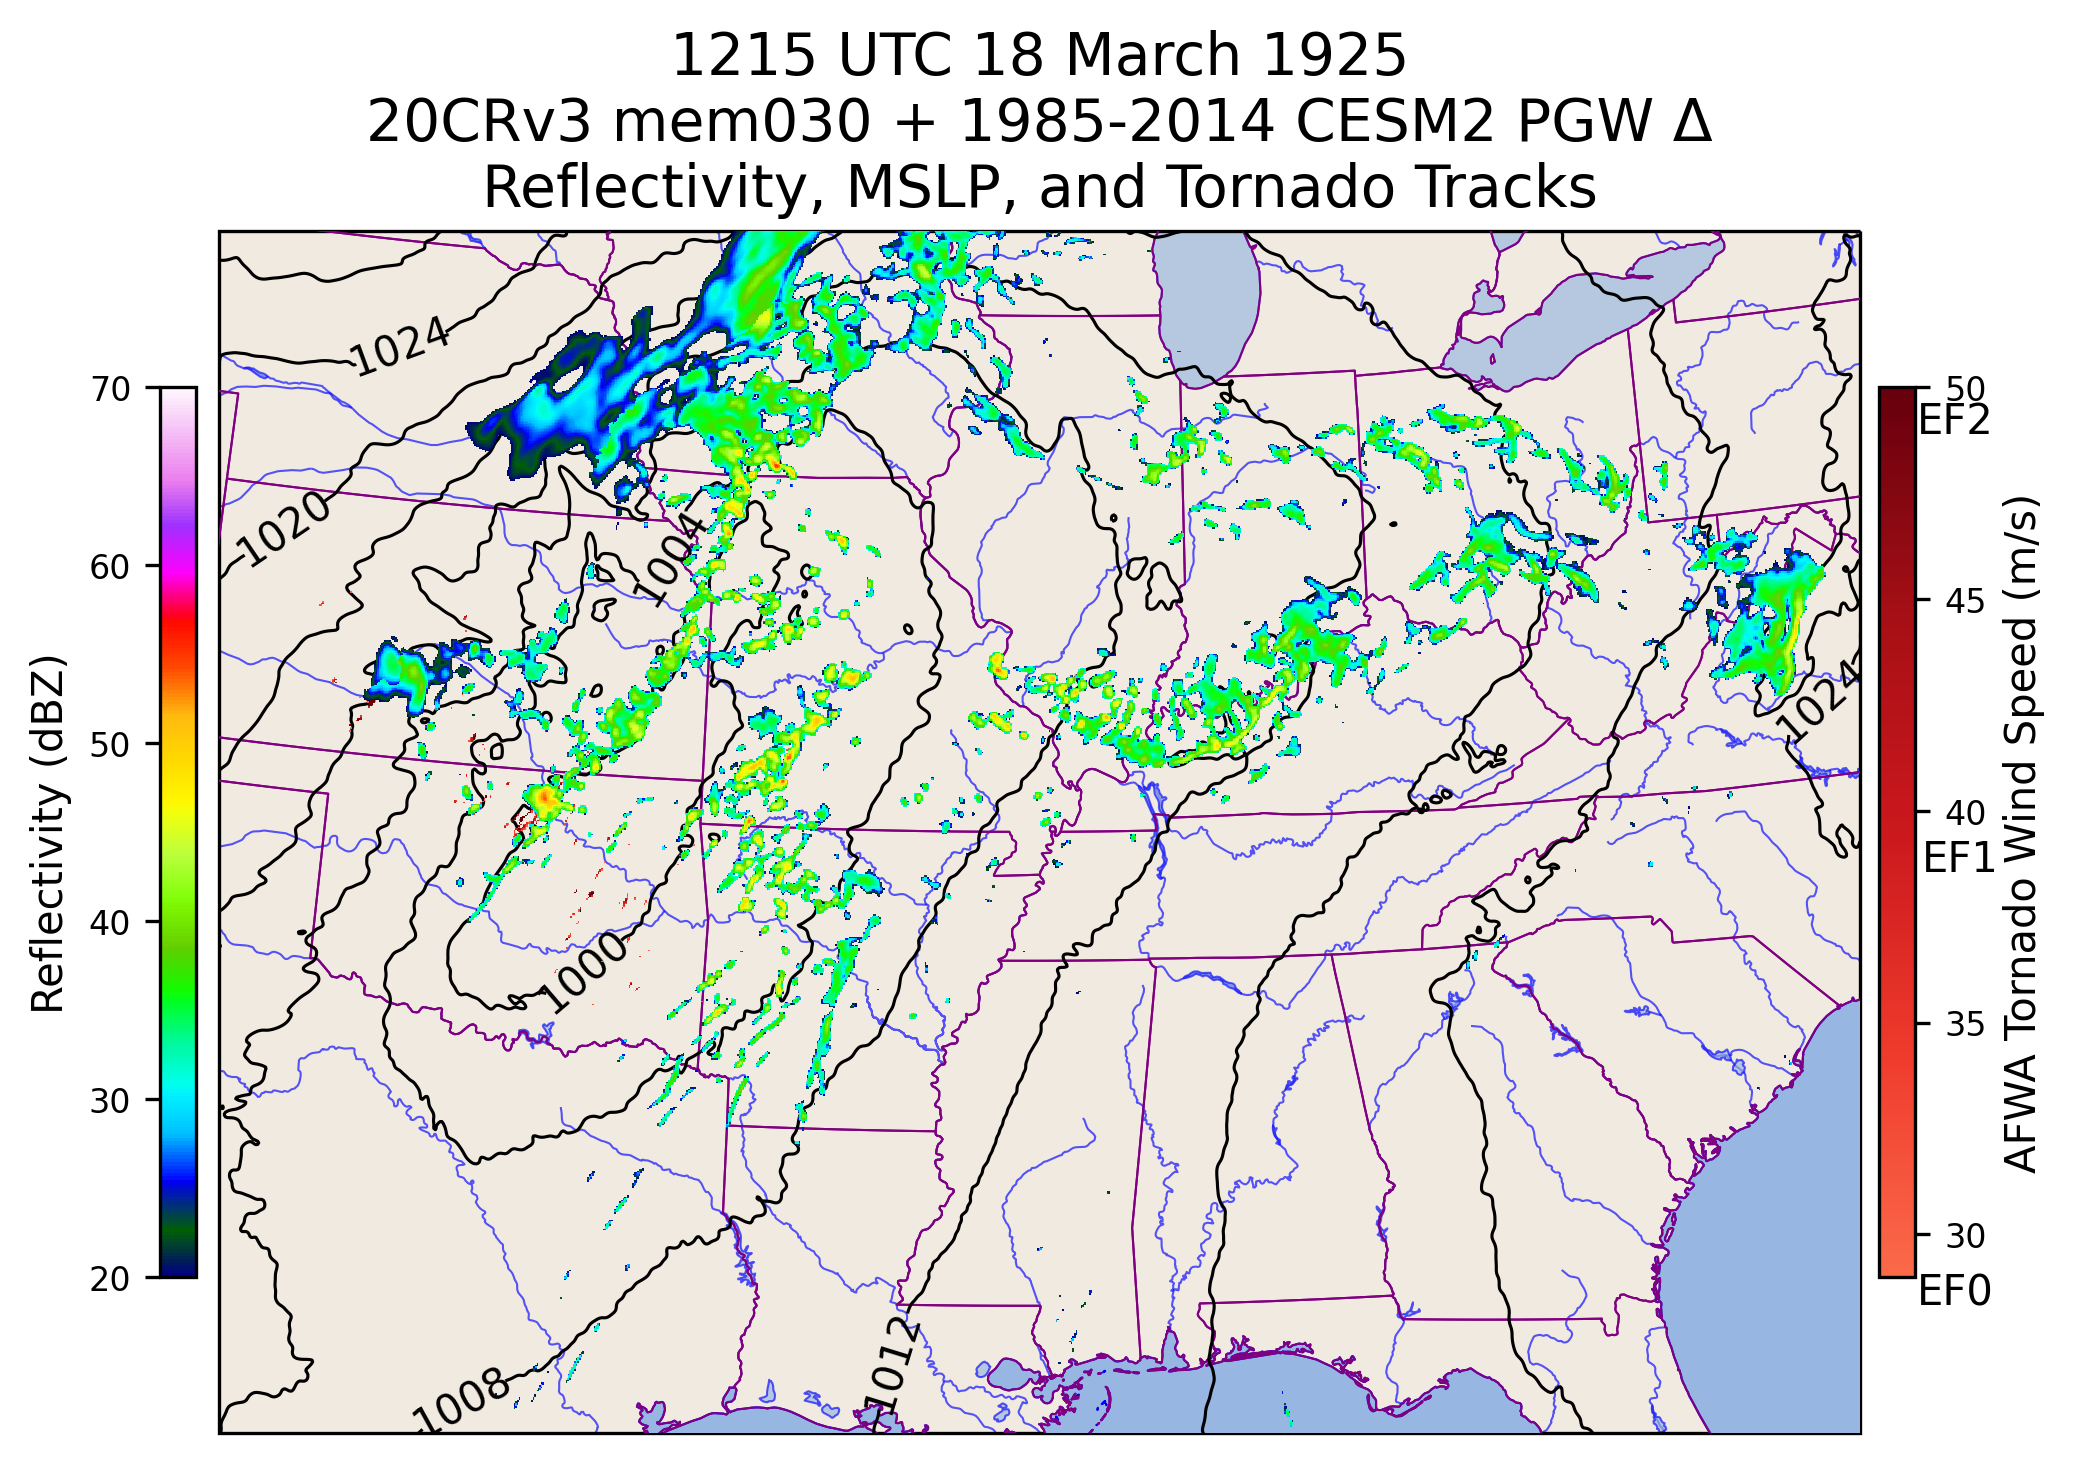 1215 UTC 18 March 1925
20CRv3 mem030 + 1985-2014 CESM2 PGW Δ
Reflectivity, MSLP, and Tornado Tracks
Reflectivity (dBZ)
70
60
50
40
30
20
1024
1020
1004
1000
1008
1012
1024
50
EF2
45
40
EF1
35
30
EF0
AFWA Tornado Wind Speed (m/s)